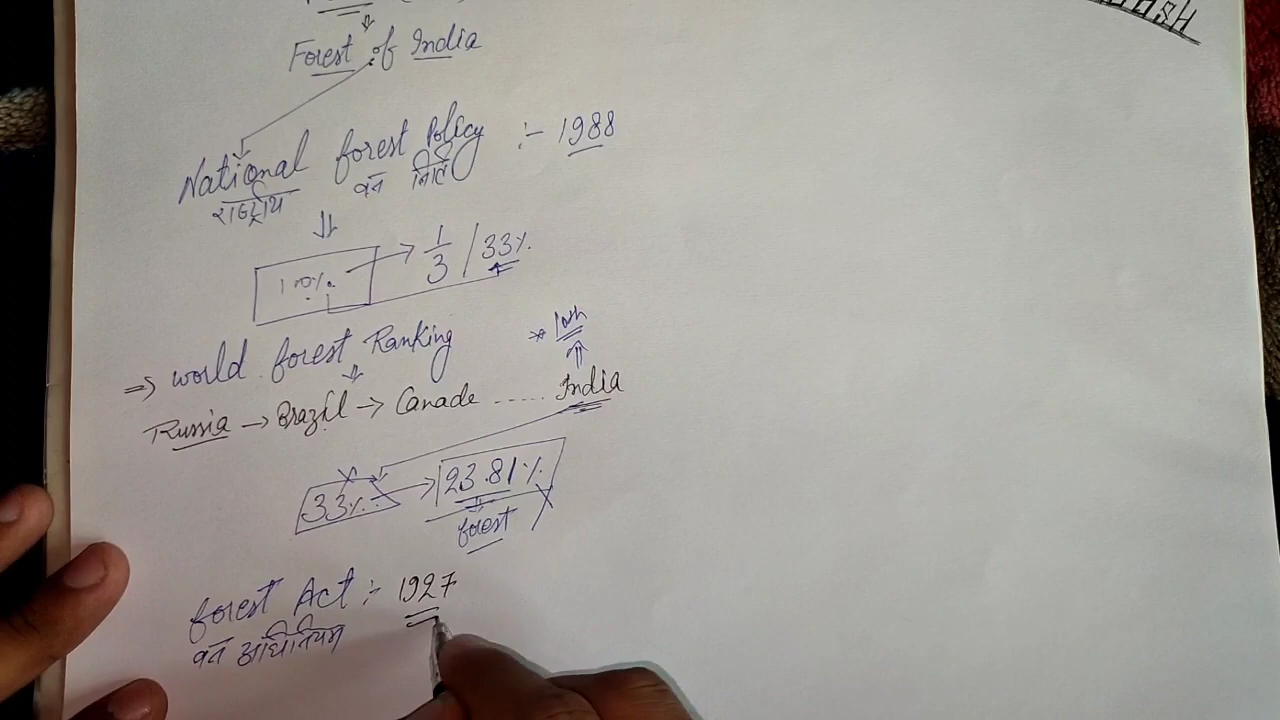 Forest of India
National forest Policy :- 1988
राष्ट्रीय वन निति
100% → 1/3 / 33%
⇒ world forest Ranking * 10th
Russia → Brazil → Canade ...... India
33% → 23.81%
forest
forest Act :- 1927
वन अधिनियम